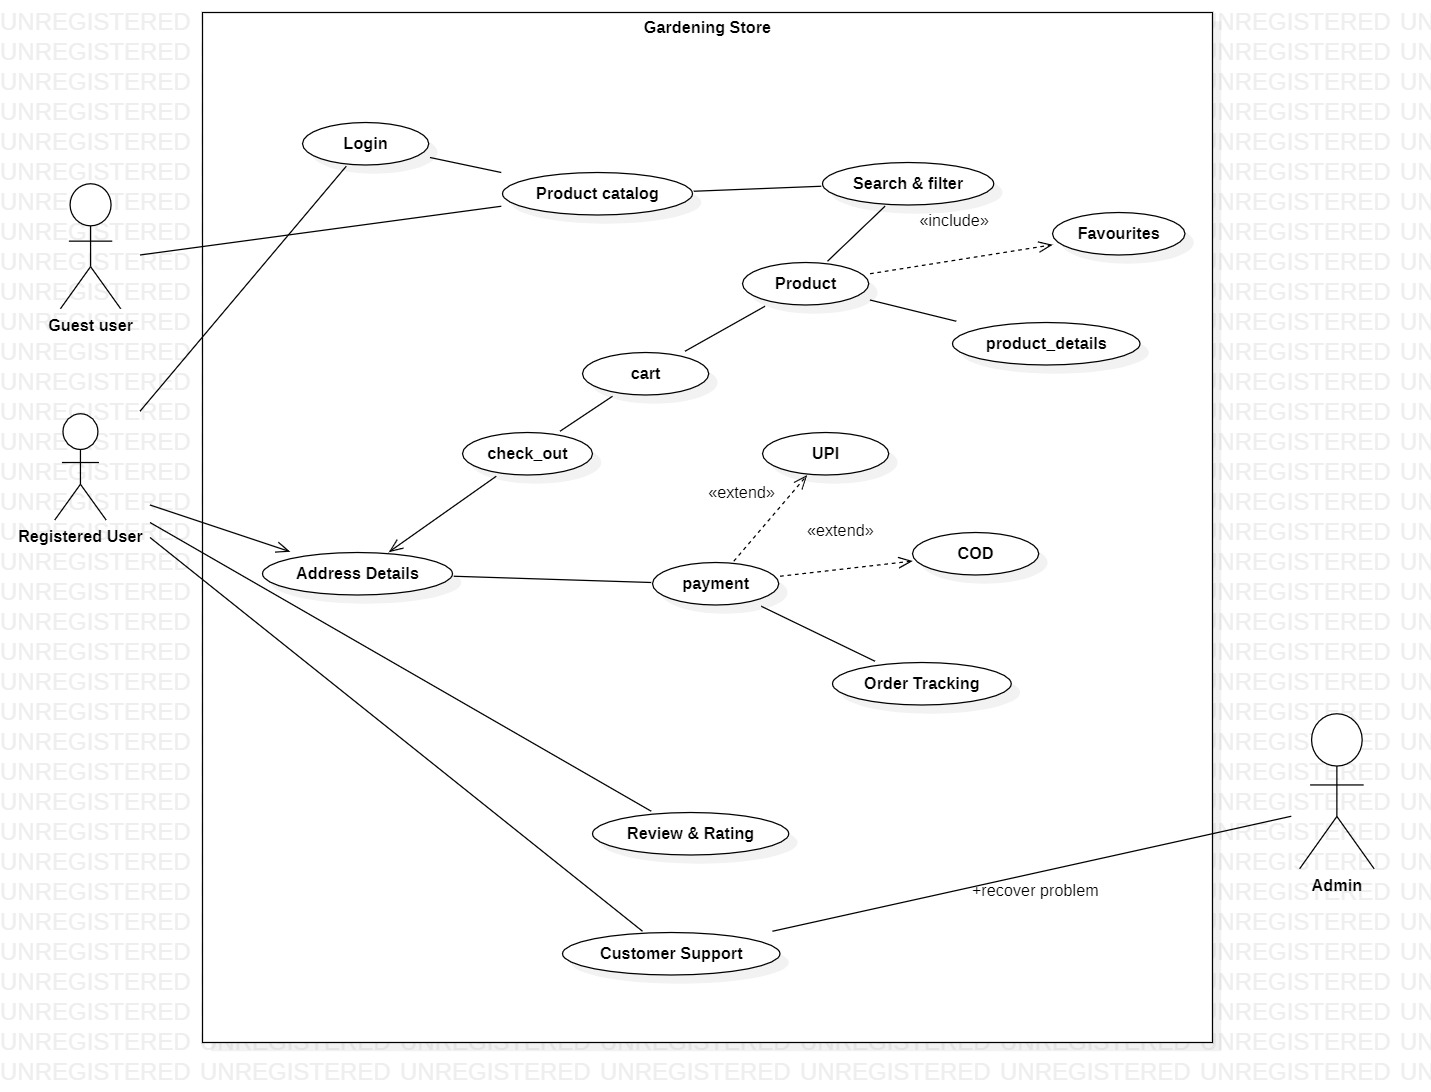 Gardening Store
Login
Product catalog
Search & filter
«include»
Favourites
Product
Guest user
product_details
cart
check_out
UPI
«extend»
«extend»
Registered User
COD
Address Details
payment
Order Tracking
Review & Rating
Admin
+recover problem
Customer Support
UNREGISTERED UNREGISTERED UNREGISTERED UNREGISTERED UNREGISTERED UNREGISTERED UNREGISTERED UN